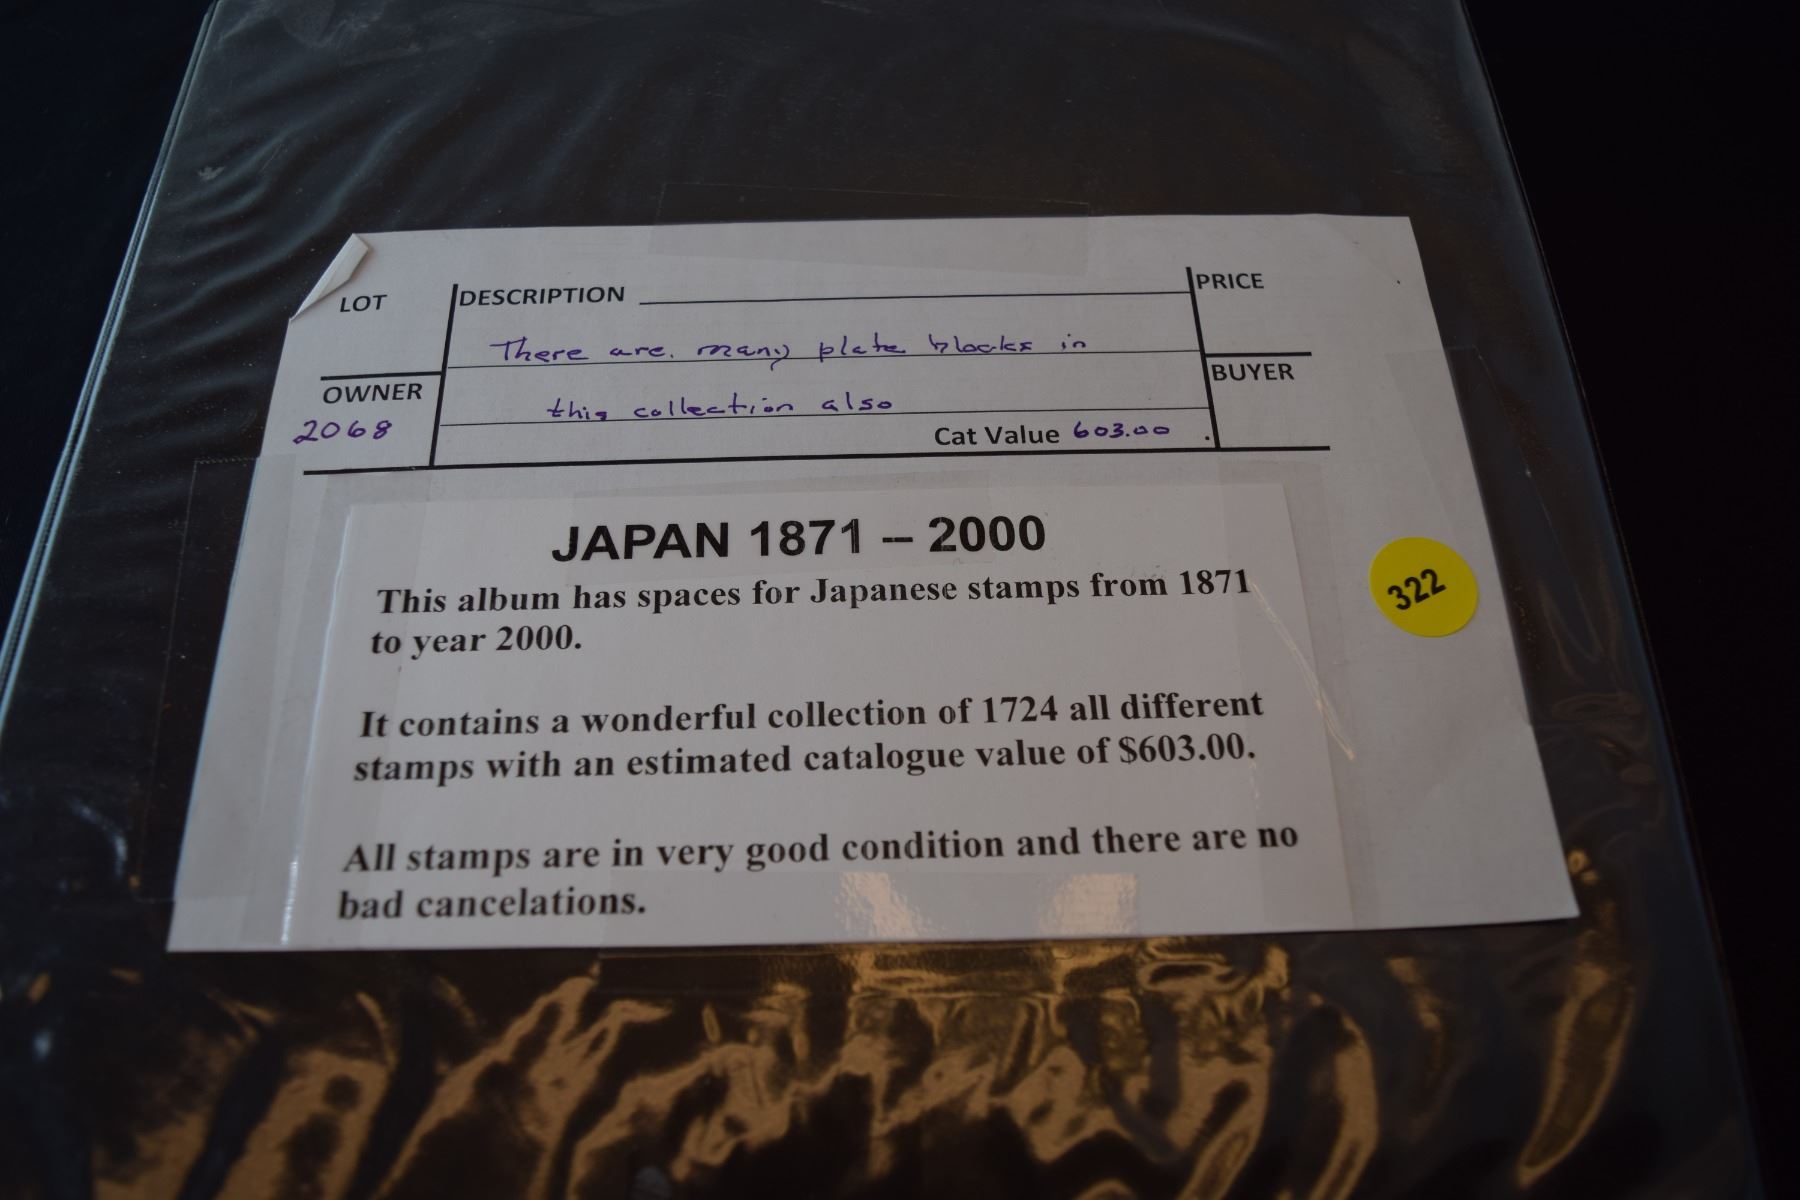 LOT
DESCRIPTION
PRICE
There are many plate blocks in
OWNER
BUYER
2068
this collection also
Cat Value 603.00
JAPAN 1871 – 2000
This album has spaces for Japanese stamps from 1871
to year 2000.
322
It contains a wonderful collection of 1724 all different
stamps with an estimated catalogue value of $603.00.
All stamps are in very good condition and there are no
bad cancelations.